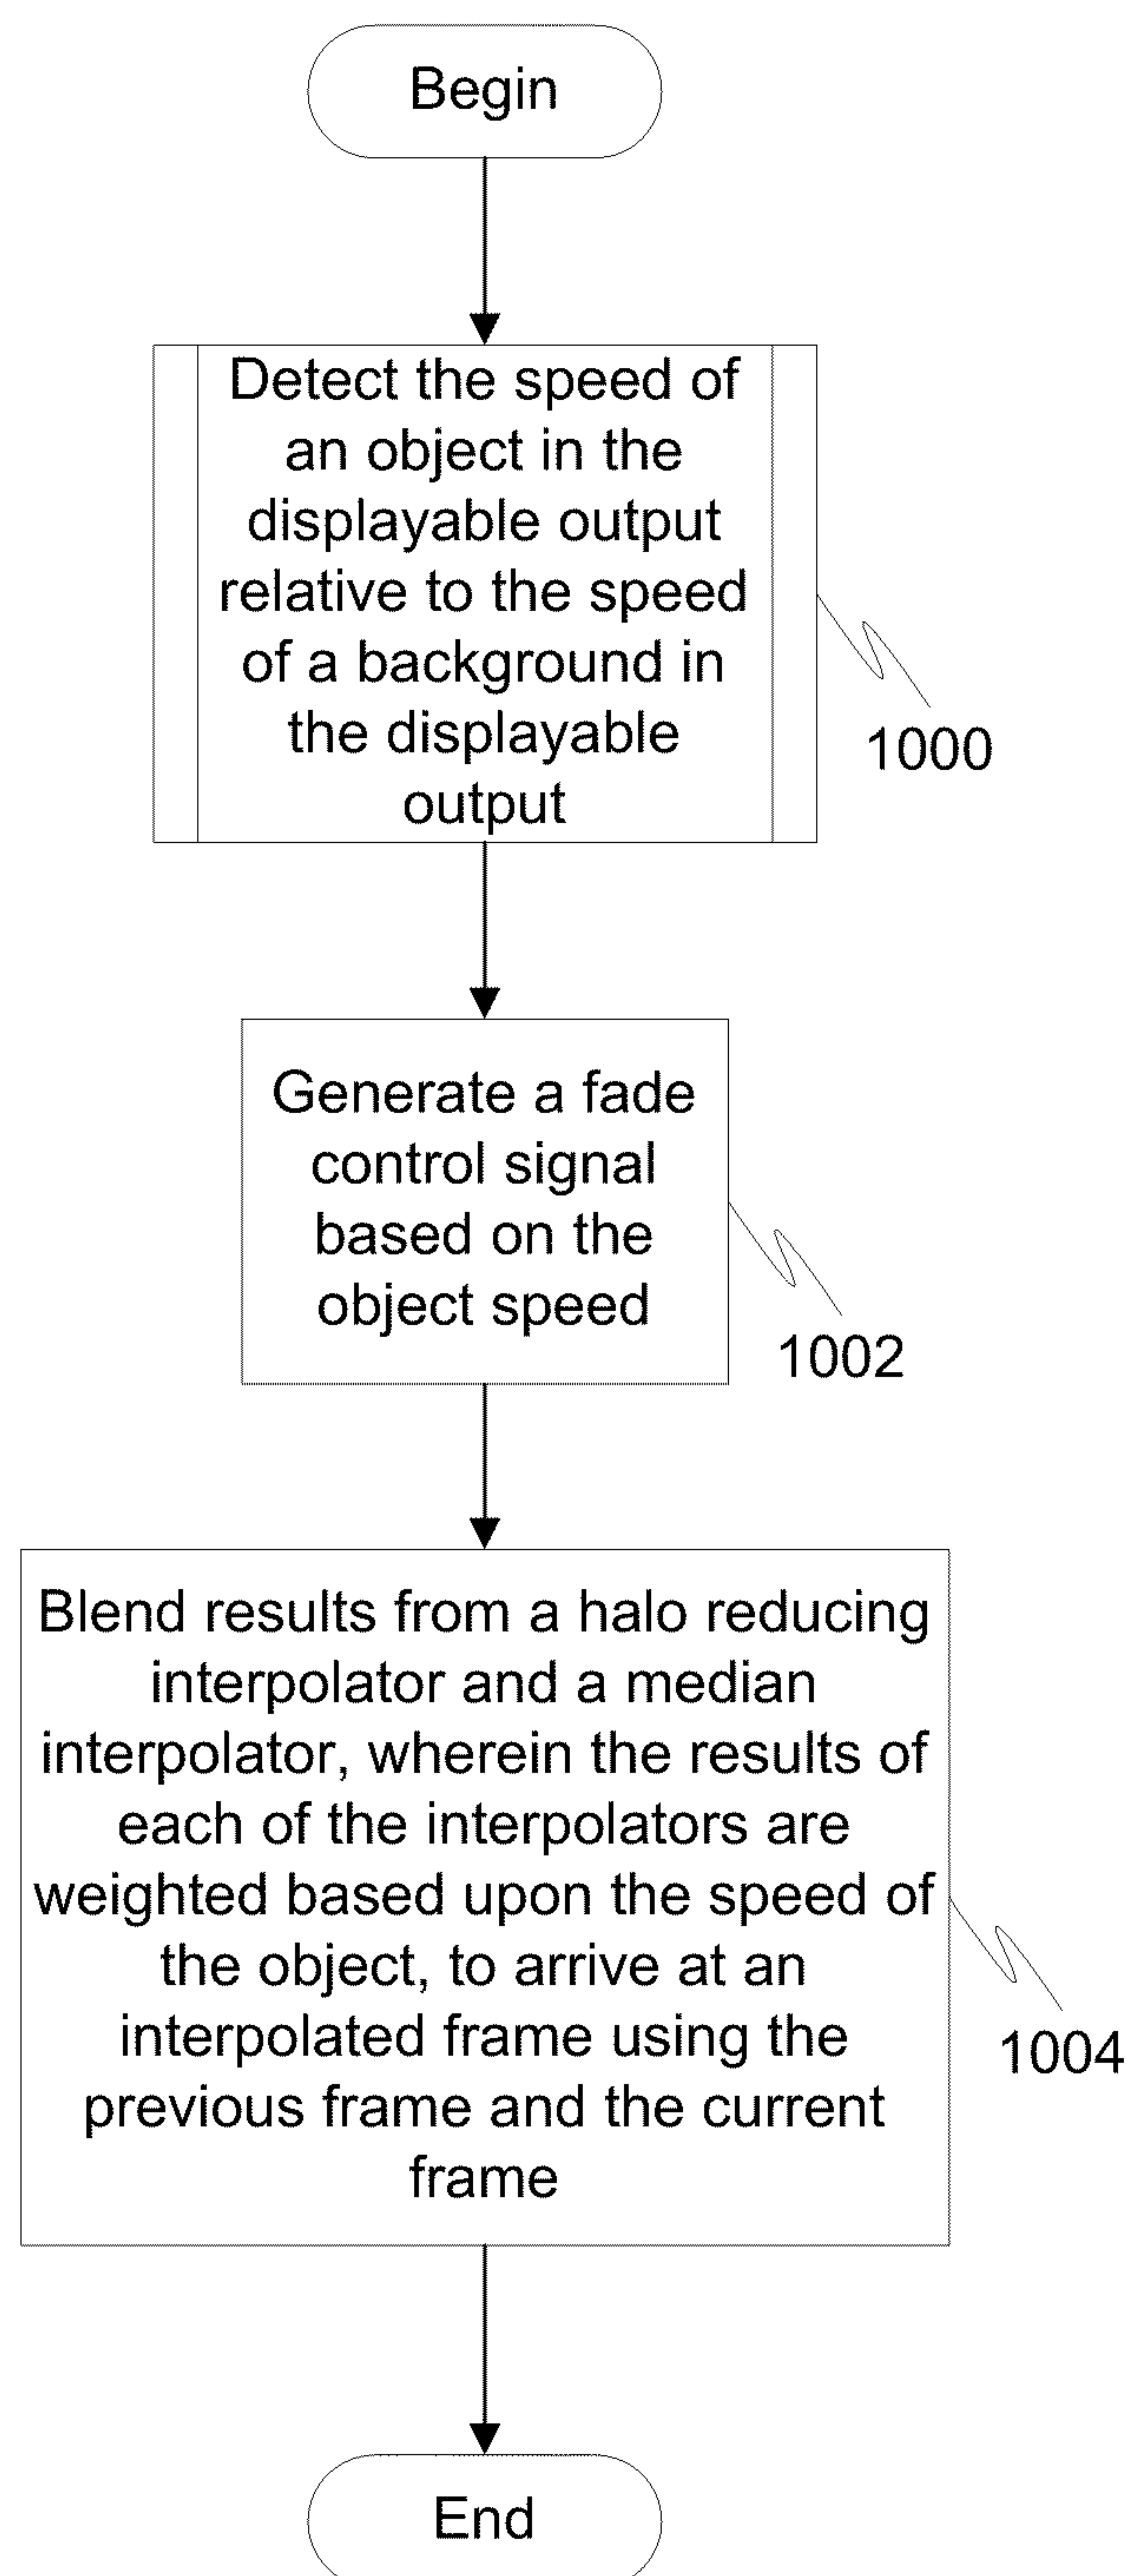 Begin
Detect the speed of
an object in the
displayable output
relative to the speed
of a background in
the displayable
output
1000
Generate a fade
control signal
based on the
object speed
1002
Blend results from a halo reducing
interpolator and a median
interpolator, wherein the results of
each of the interpolators are
weighted based upon the speed of
the object, to arrive at an
interpolated frame using the
previous frame and the current
frame
1004
End